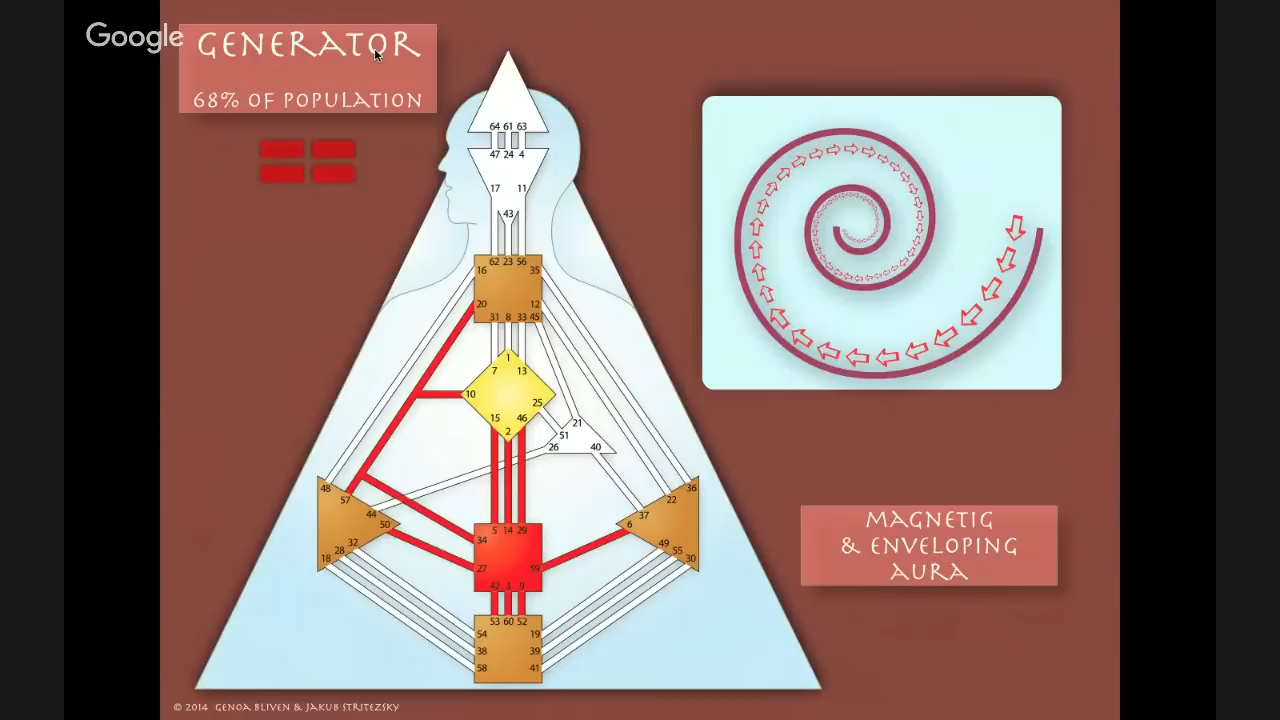 Google
GENERATOR
68% OF POPULATION
64 61 63
47 24 4
17 11
43
62 23 56
16 35
20 12
31 8 33 45
1
7 13
10
25
15 46
2
21
51
26 40
48 36
57 22
44 37
50 6
5 14 29
34
32 49
28 55
18 30
27 59
42 3 9
53 60 52
54 19
38 39
58 41
MAGNETIG
& ENVELOPING
AURA
© 2014 GENOA BLIVEN & JAKUB STRITEZSKY